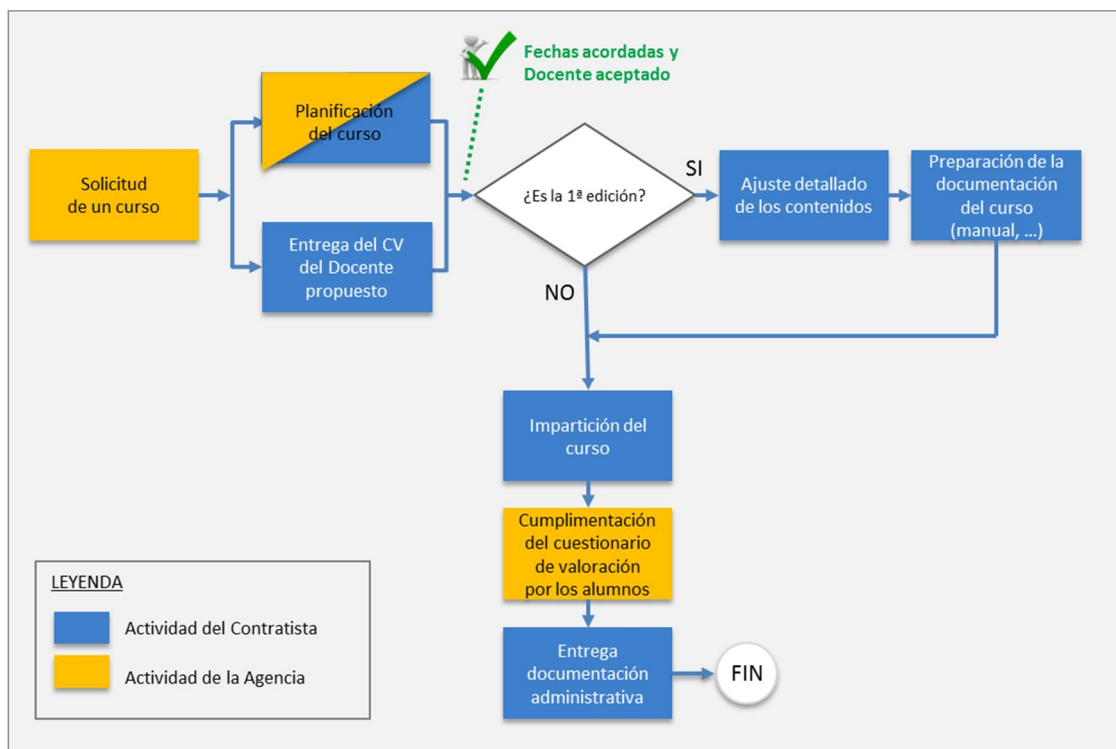 Fechas acordadas y
Docente aceptado
Planificación
del curso
Solicitud
de un curso
Entrega del CV
del Docente
propuesto
¿Es la 1ª edición?
SI
Ajuste detallado
de los contenidos
Preparación de la
documentación
del curso
(manual, ...)
NO
Impartición del
curso
Cumplimentación
del cuestionario
de valoración
por los alumnos
Entrega
documentación
administrativa
FIN
LEYENDA
Actividad del Contratista
Actividad de la Agencia